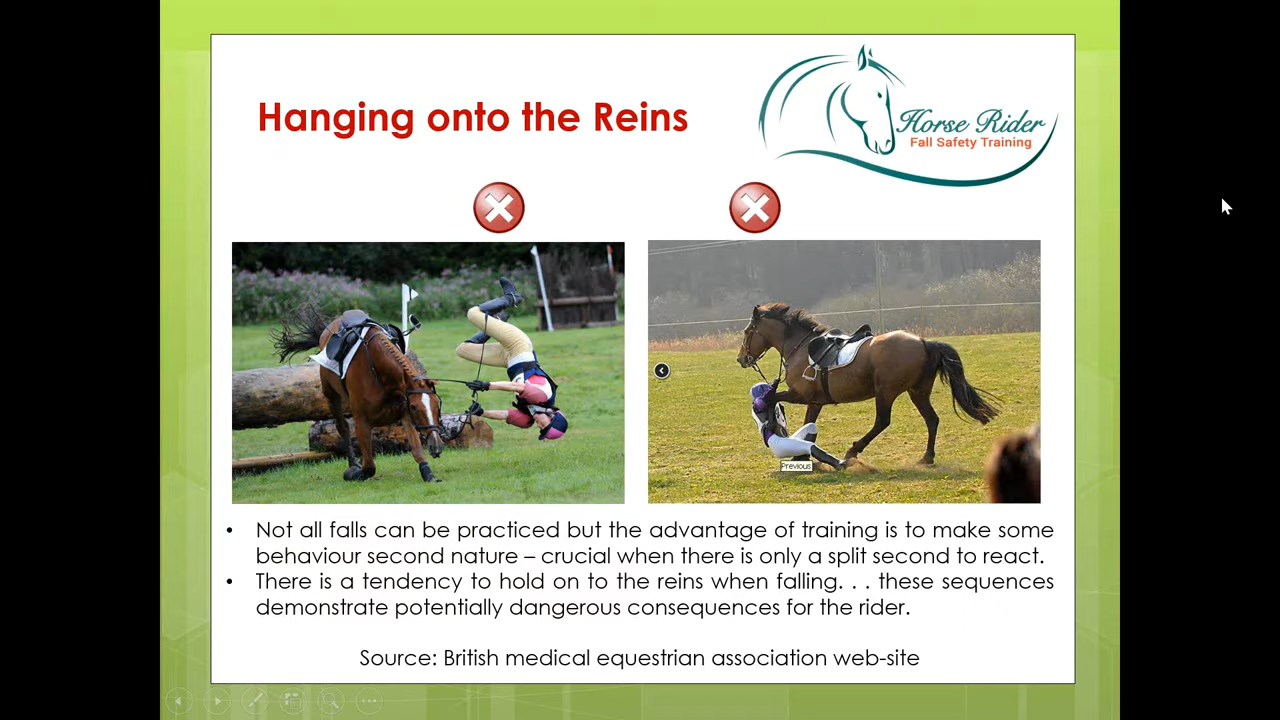 Hanging onto the Reins
Horse Rider
Fall Safety Training
Previous
• Not all falls can be practiced but the advantage of training is to make some
behaviour second nature – crucial when there is only a split second to react.
• There is a tendency to hold on to the reins when falling. . . these sequences
demonstrate potentially dangerous consequences for the rider.
Source: British medical equestrian association web-site